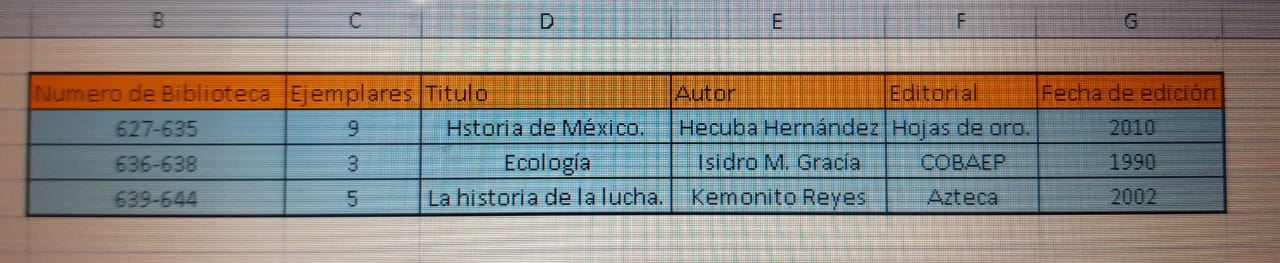 B C D E F G
Numero de Biblioteca Ejemplares Titulo Autor Editorial Fecha de edición
627-635 9 Hstoria de México. Hecuba Hernández Hojas de oro. 2010
636-638 3 Ecología Isidro M. Gracía COBAEP 1990
639-644 5 La historia de la lucha. Kemonito Reyes Azteca 2002